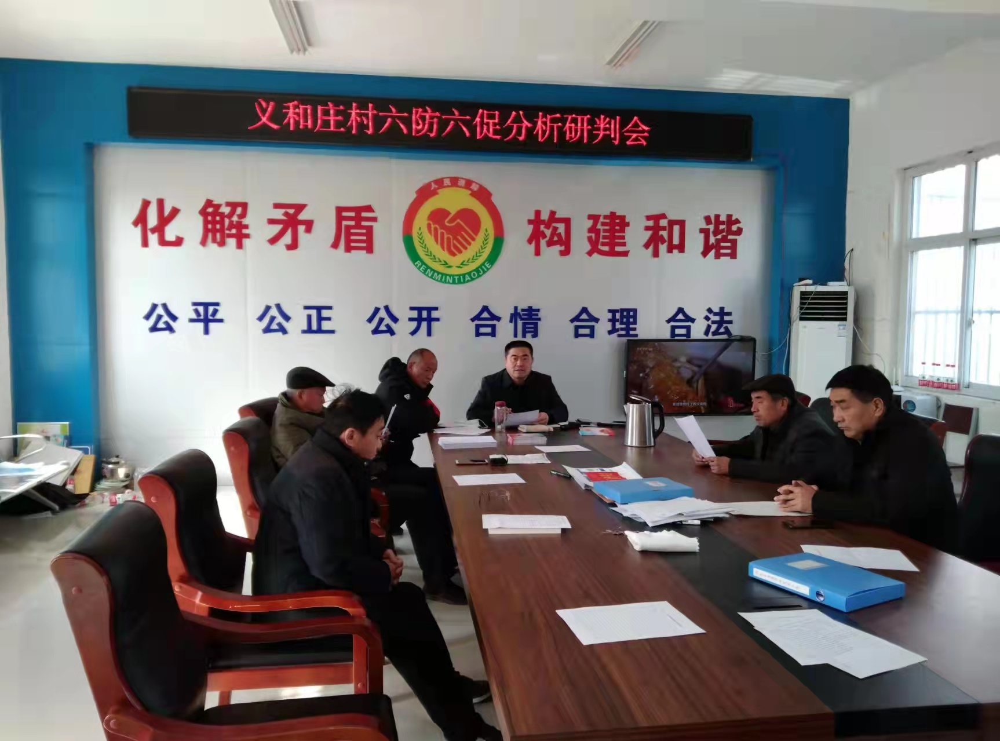 义和庄村六防六促分析研判会
人民调解
化解矛盾 构建和谐
RENMINTIAOJIE
公平 公正 公开 合情 合理 合法